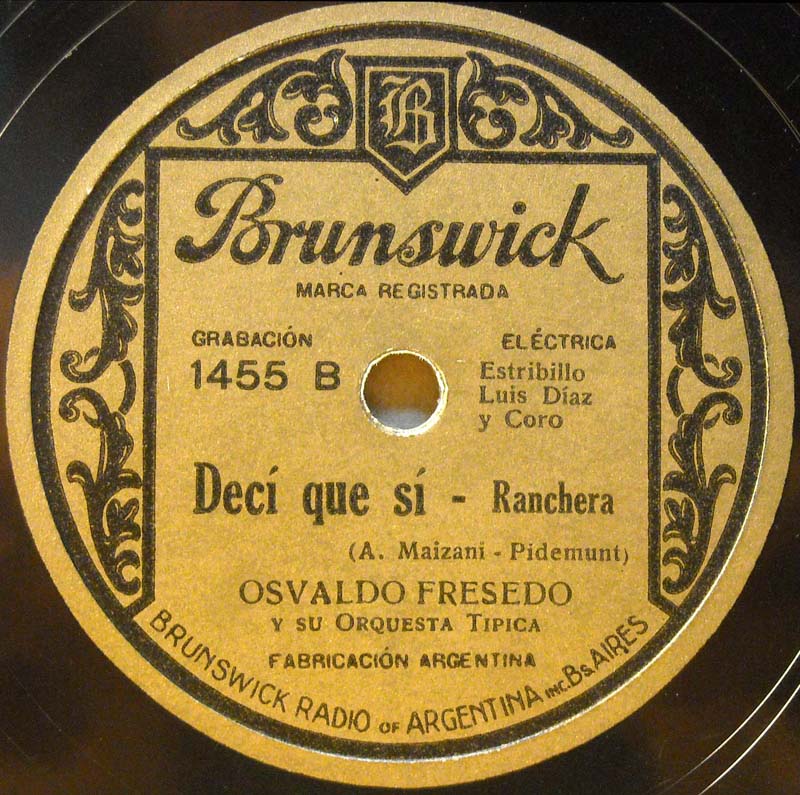 B
Brunswick
MARCA REGISTRADA
GRABACIÓN ELÉCTRICA
1455 B
Estribillo
Luis Díaz
y Coro
Decí que sí - Ranchera
(A. Maizani - Pidemunt)
OSVALDO FRESEDO
Y SU ORQUESTA TIPICA
FABRICACIÓN ARGENTINA
BRUNSWICK RADIO OF ARGENTINA INC. Bs. AIRES